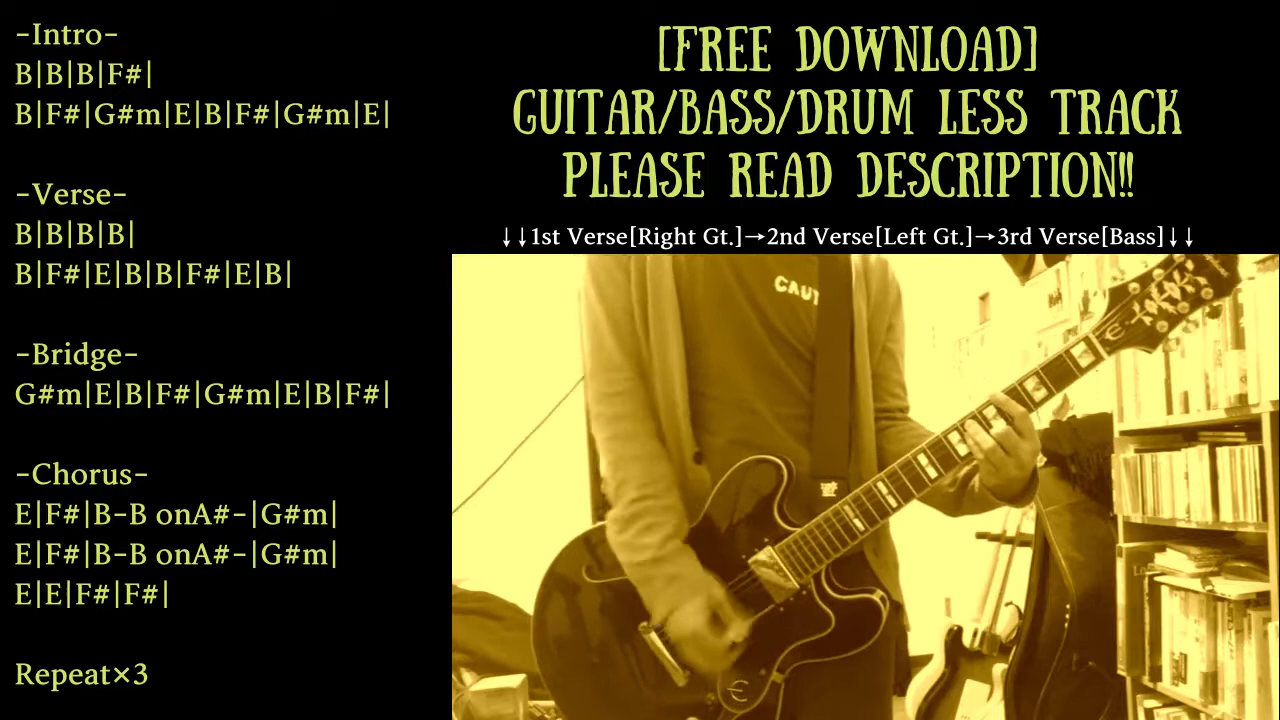 -Intro-
B|B|B|F#|
B|F#|G#m|E|B|F#|G#m|E|
-Verse-
B|B|B|B|
B|F#|E|B|B|F#|E|B|
-Bridge-
G#m|E|B|F#|G#m|E|B|F#|
-Chorus-
E|F#|B-B onA#-|G#m|
E|F#|B-B onA#-|G#m|
E|E|F#|F#|
Repeat×3
[FREE DOWNLOAD]
GUITAR/BASS/DRUM LESS TRACK
PLEASE READ DESCRIPTION!!
↓↓1st Verse[Right Gt.]→2nd Verse[Left Gt.]→3rd Verse[Bass]↓↓